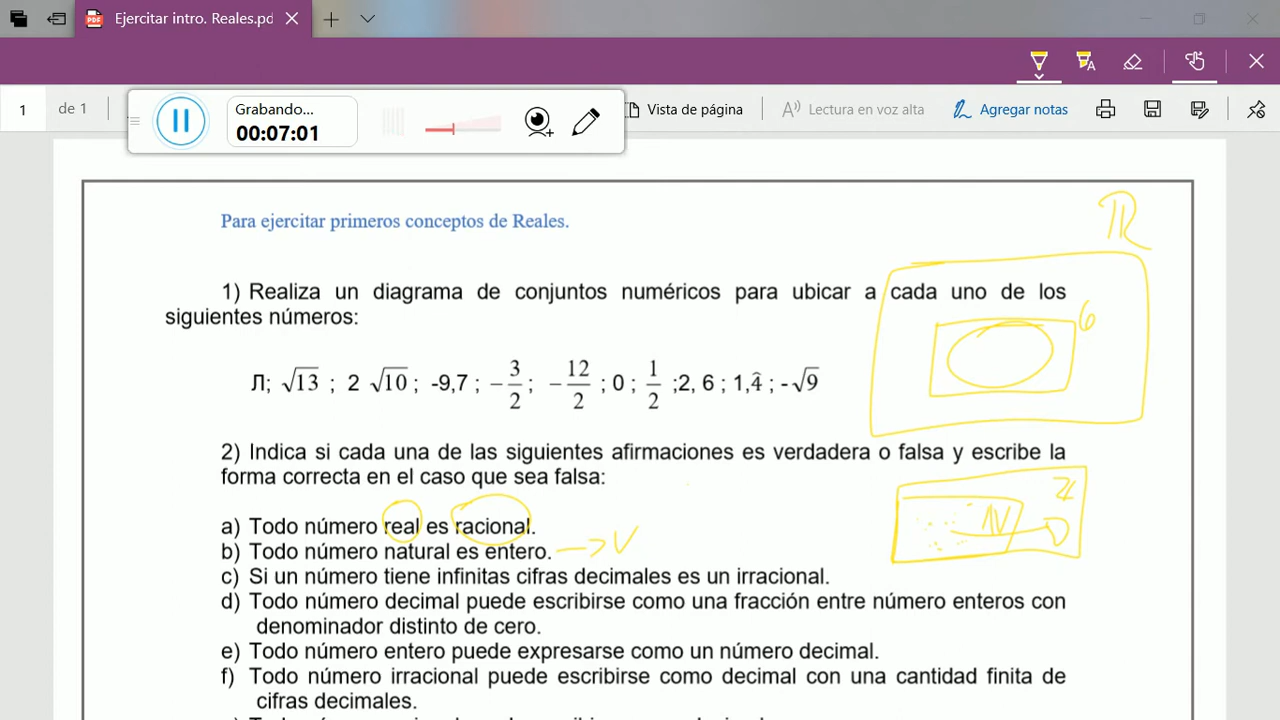 Ejercitar intro. Reales.pd
1 de 1
Grabando...
00:07:01
Vista de página
Lectura en voz alta
Agregar notas
Para ejercitar primeros conceptos de Reales.
ℝ
1) Realiza un diagrama de conjuntos numéricos para ubicar a cada uno de los
siguientes números:
Л; √13 ; 2 √10 ; -9,7 ; -3/2 ; -12/2 ; 0 ; 1/2 ;2, 6 ; 1,4̂ ; -√9
2) Indica si cada una de las siguientes afirmaciones es verdadera o falsa y escribe la
forma correcta en el caso que sea falsa:
a) Todo número real es racional.
b) Todo número natural es entero. —> V
c) Si un número tiene infinitas cifras decimales es un irracional.
d) Todo número decimal puede escribirse como una fracción entre número enteros con
denominador distinto de cero.
e) Todo número entero puede expresarse como un número decimal.
f) Todo número irracional puede escribirse como decimal con una cantidad finita de
cifras decimales.